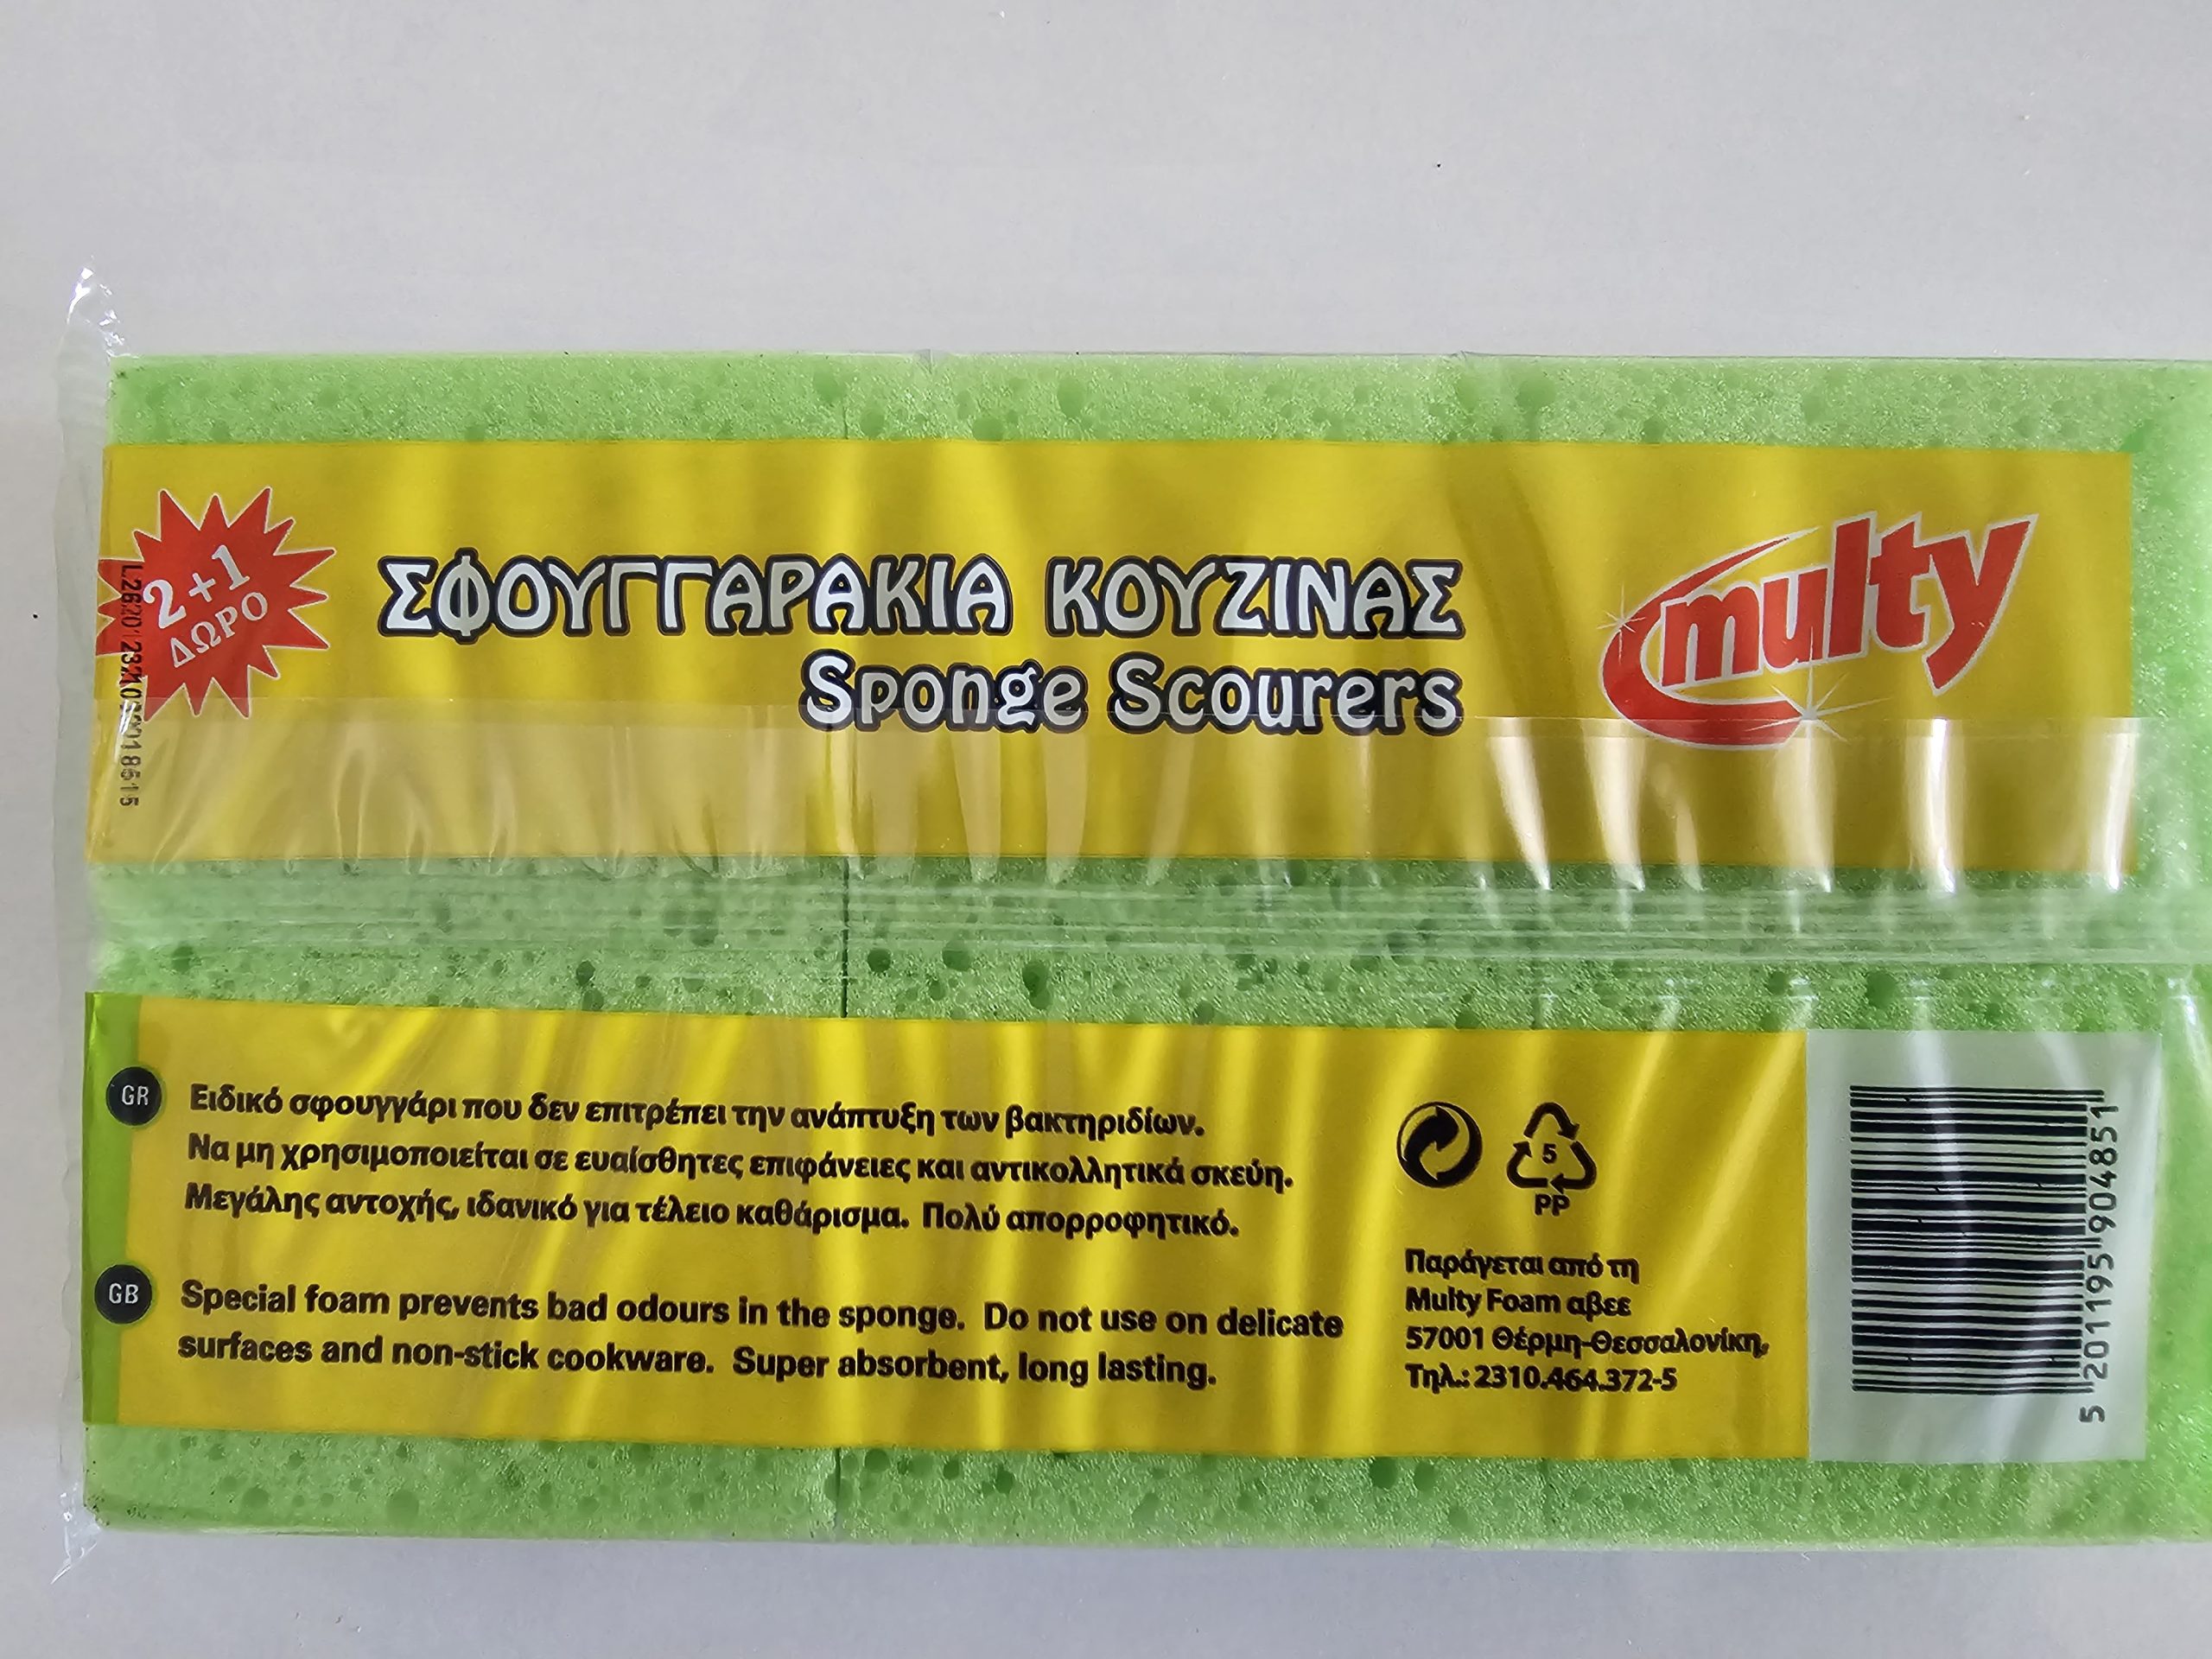 2+1
ΔΩΡΟ
ΣΦΟΥΓΓΑΡΑΚΙΑ ΚΟΥΖΙΝΑΣ
Sponge Scourers
multy
GR
Ειδικό σφουγγάρι που δεν επιτρέπει την ανάπτυξη των βακτηριδίων.
Να μη χρησιμοποιείται σε ευαίσθητες επιφάνειες και αντικολλητικά σκεύη.
Μεγάλης αντοχής, ιδανικό για τέλειο καθάρισμα. Πολύ απορροφητικό.
GB
Special foam prevents bad odours in the sponge. Do not use on delicate
surfaces and non-stick cookware. Super absorbent, long lasting.
5
PP
Παράγεται από τη
Multy Foam αβεε
57001 Θέρμη-Θεσσαλονίκη,
Τηλ.: 2310.464.372-5
5 201195 904851